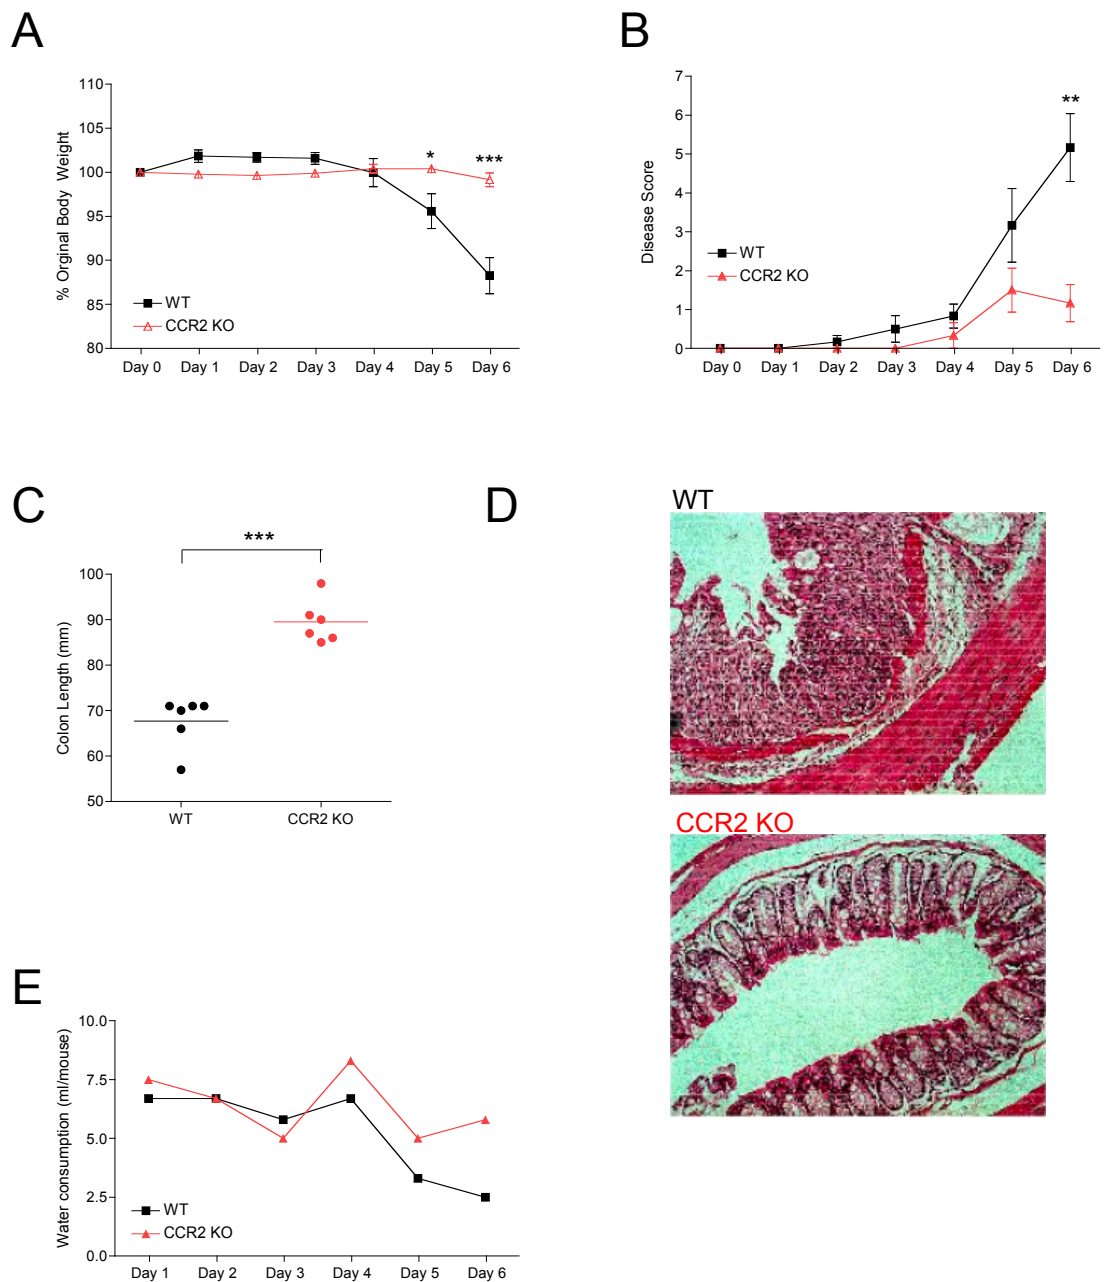 A
% Orginal Body Weight
110
105
100
95
90
85
80
* ***
WT
CCR2 KO
Day 0 Day 1 Day 2 Day 3 Day 4 Day 5 Day 6
B
Disease Score
7
6
5
4
3
2
1
0
**
WT
CCR2 KO
Day 0 Day 1 Day 2 Day 3 Day 4 Day 5 Day 6
C
***
Colon Length (mm)
100
90
80
70
60
50
WT CCR2 KO
D
WT
CCR2 KO
E
Water consumption (ml/mouse)
10.0
7.5
5.0
2.5
0.0
WT
CCR2 KO
Day 1 Day 2 Day 3 Day 4 Day 5 Day 6